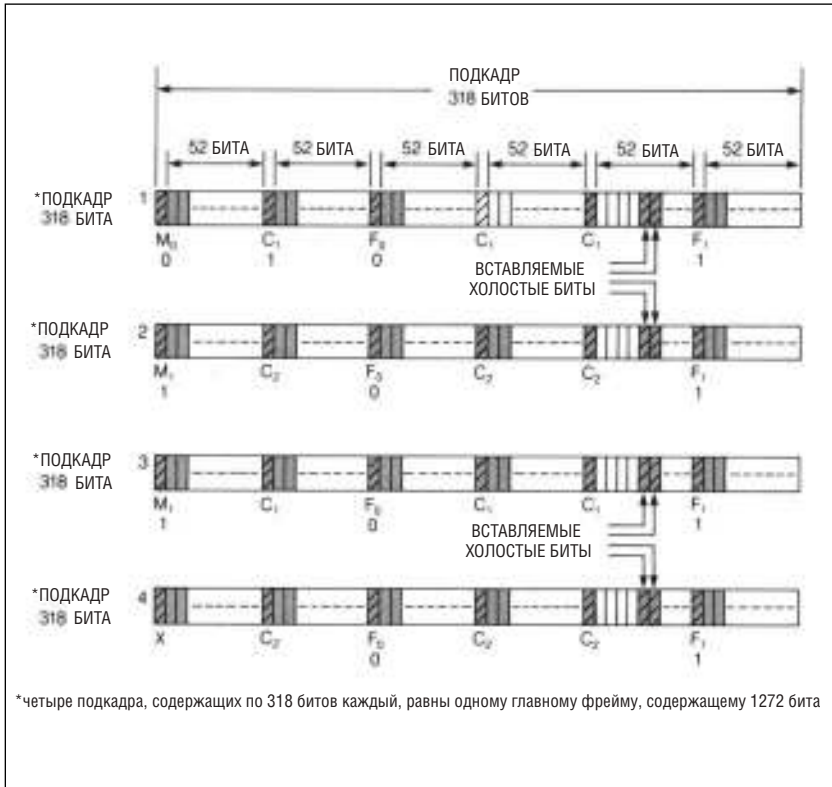 ПОДКАДР
318 БИТОВ
52 БИТА 52 БИТА 52 БИТА 52 БИТА 52 БИТА 52 БИТА
*ПОДКАДР 1
318 БИТА
M₀ C₁ F₀ C₁ C₁ F₁
0 1 0 1
ВСТАВЛЯЕМЫЕ
ХОЛОСТЫЕ БИТЫ
*ПОДКАДР 2
318 БИТА
M₁ C₂ F₀ C₂ C₂ F₁
1 0 1
*ПОДКАДР 3
318 БИТА
M₁ C₁ F₀ C₁ C₁ F₁
1 0 1
ВСТАВЛЯЕМЫЕ
ХОЛОСТЫЕ БИТЫ
*ПОДКАДР 4
318 БИТА
X C₂ F₀ C₂ C₂ F₁
0 1
*четыре подкадра, содержащих по 318 битов каждый, равны одному главному фрейму, содержащему 1272 бита